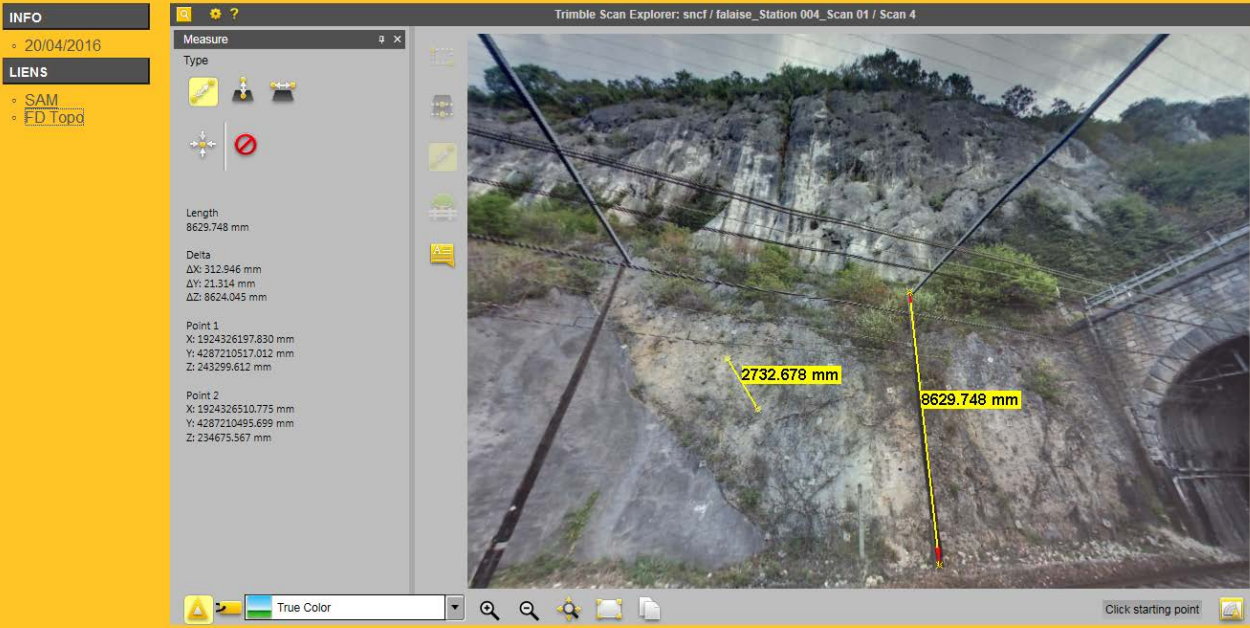 INFO
20/04/2016
LIENS
SAM
FD Topo
?
Trimble Scan Explorer: sncf / falaise_Station 004_Scan 01 / Scan 4
Measure
Type
Length
8629.748 mm
Delta
ΔX: 312.946 mm
ΔY: 21.314 mm
ΔZ: 8624.045 mm
Point 1
X: 1924326197.830 mm
Y: 4287210517.012 mm
Z: 243299.612 mm
Point 2
X: 1924326510.775 mm
Y: 4287210495.699 mm
Z: 234675.567 mm
A=
2732.678 mm
8629.748 mm
True Color
Click starting point